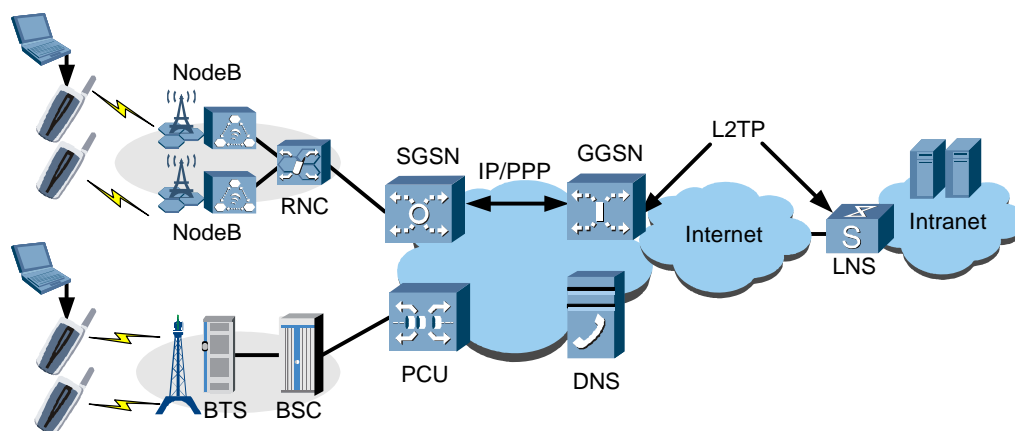 NodeB
L2TP
SGSN
IP/PPP
GGSN
RNC
NodeB
Internet
S
LNS
Intranet
PCU
DNS
BTS
BSC